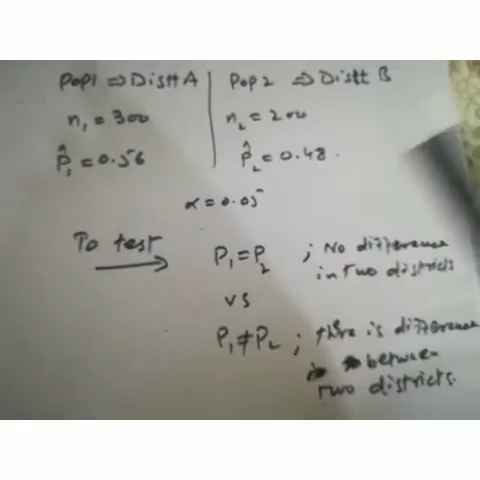 Pop1 ⇒ Distt A | Pop 2 ⇒ Distt B
n₁ = 300 | n₂ = 200
p̂₁ = 0.56 | p̂₂ = 0.48.
α = 0.05
To test → P₁ = P₂ ; No difference
in two districts
vs
P₁ ≠ P₂ ; there is difference
between
two districts.